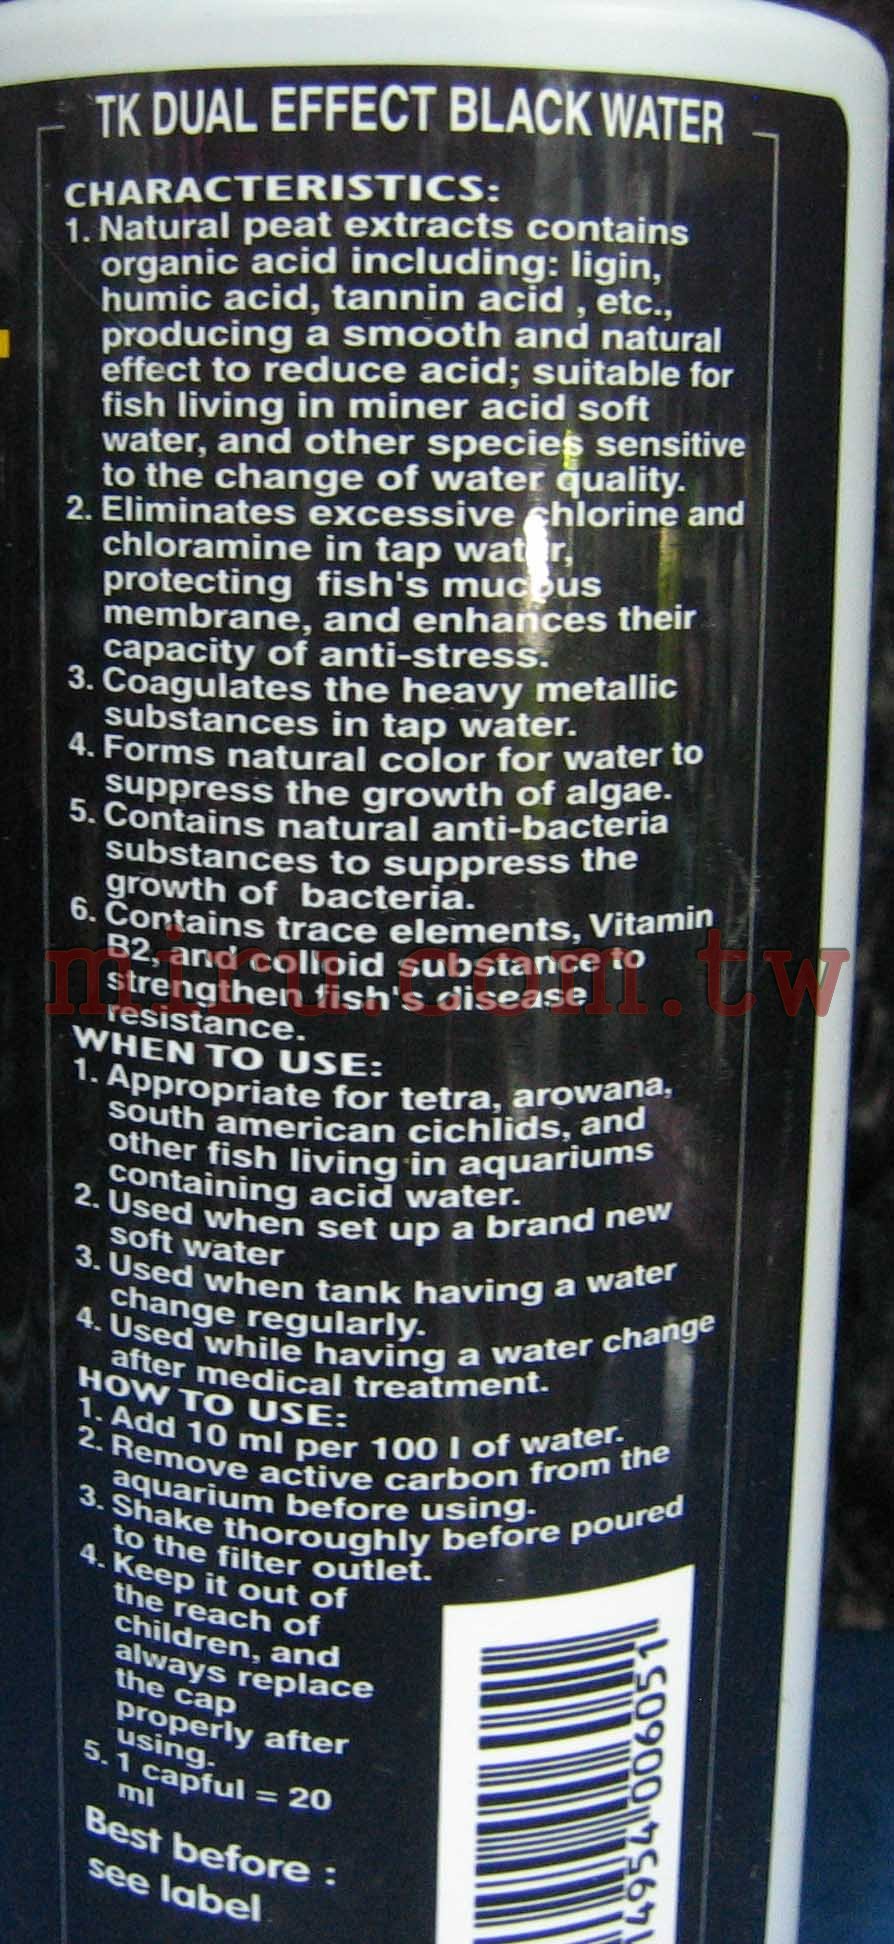 TK DUAL EFFECT BLACK WATER
CHARACTERISTICS:
1. Natural peat extracts contains
organic acid including: ligin,
humic acid, tannin acid , etc.,
producing a smooth and natural
effect to reduce acid; suitable for
fish living in miner acid soft
water, and other species sensitive
to the change of water quality.
2. Eliminates excessive chlorine and
chloramine in tap water,
protecting fish's mucous
membrane, and enhances their
capacity of anti-stress.
3. Coagulates the heavy metallic
substances in tap water.
4. Forms natural color for water to
suppress the growth of algae.
5. Contains natural anti-bacteria
substances to suppress the
growth of bacteria.
6. Contains trace elements, Vitamin
B2, and colloid substance to
strengthen fish's disease
resistance.
miru.com.tw
WHEN TO USE:
1. Appropriate for tetra, arowana,
south american cichlids, and
other fish living in aquariums
containing acid water.
2. Used when set up a brand new
soft water
3. Used when tank having a water
change regularly.
4. Used while having a water change
after medical treatment.
HOW TO USE:
1. Add 10 ml per 100 l of water.
2. Remove active carbon from the
aquarium before using.
3. Shake thoroughly before poured
to the filter outlet.
4. Keep it out of
the reach of
children, and
always replace
the cap
properly after
using.
5. 1 capful = 20
ml
Best before :
see label
14954 006051